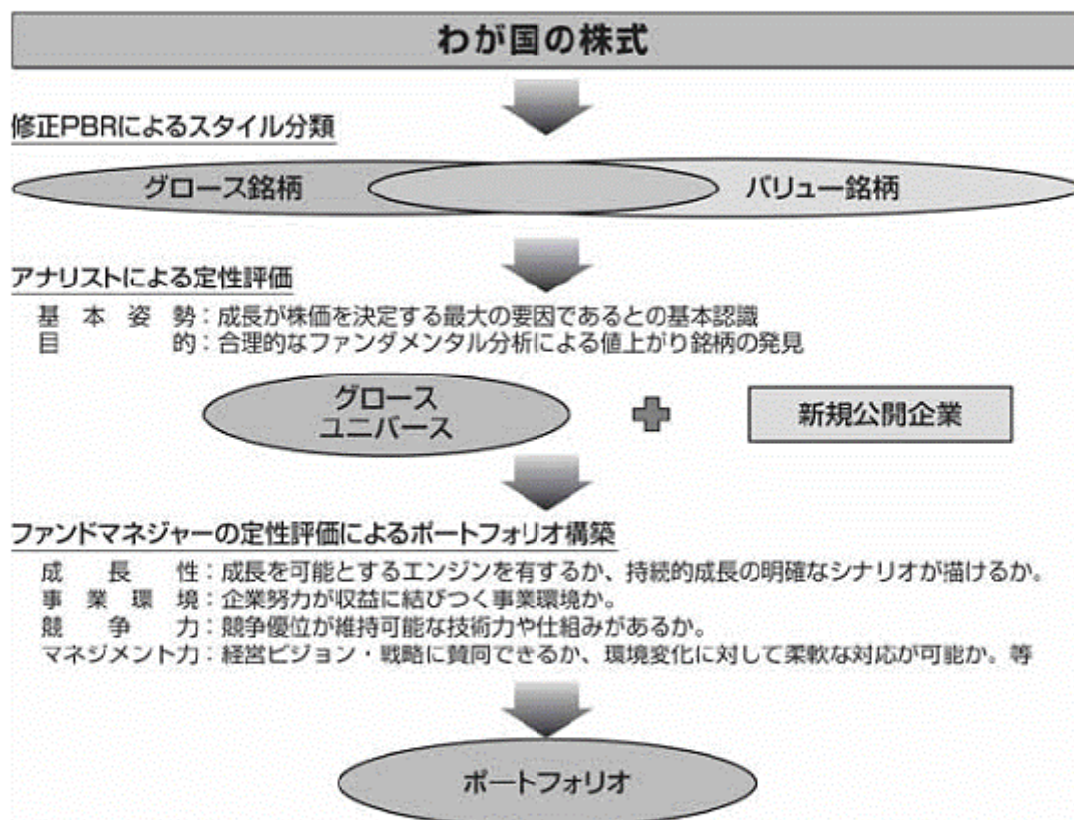 わが国の株式
修正PBRによるスタイル分類
グロース銘柄
バリュー銘柄
アナリストによる定性評価
基本姿勢：成長が株価を決定する最大の要因であるとの基本認識
目的：合理的なファンダメンタル分析による値上がり銘柄の発見
グロース
ユニバース
新規公開企業
ファンドマネジャーの定性評価によるポートフォリオ構築
成長性：成長を可能とするエンジンを有するか、持続的成長の明確なシナリオが描けるか。
事業環境：企業努力が収益に結びつく事業環境か。
競争力：競争優位が維持可能な技術力や仕組みがあるか。
マネジメント力：経営ビジョン・戦略に賛同できるか、環境変化に対して柔軟な対応が可能か。等
ポートフォリオ